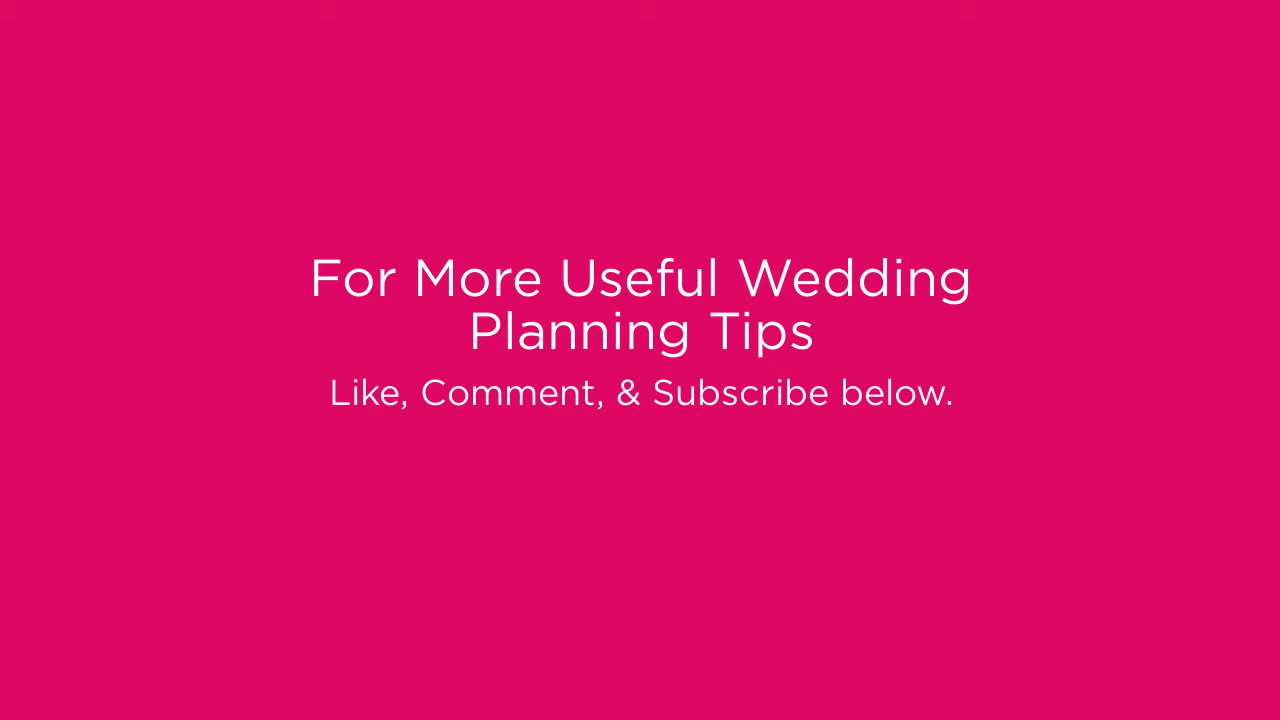 For More Useful Wedding
Planning Tips
Like, Comment, & Subscribe below.